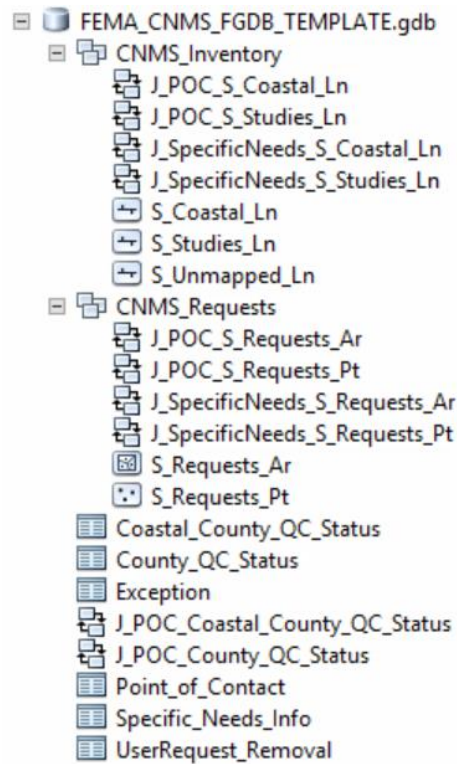 FEMA_CNMS_FGDB_TEMPLATE.gdb
CNMS_Inventory
J_POC_S_Coastal_Ln
J_POC_S_Studies_Ln
J_SpecificNeeds_S_Coastal_Ln
J_SpecificNeeds_S_Studies_Ln
S_Coastal_Ln
S_Studies_Ln
S_Unmapped_Ln
CNMS_Requests
J_POC_S_Requests_Ar
J_POC_S_Requests_Pt
J_SpecificNeeds_S_Requests_Ar
J_SpecificNeeds_S_Requests_Pt
S_Requests_Ar
S_Requests_Pt
Coastal_County_QC_Status
County_QC_Status
Exception
J_POC_Coastal_County_QC_Status
J_POC_County_QC_Status
Point_of_Contact
Specific_Needs_Info
UserRequest_Removal